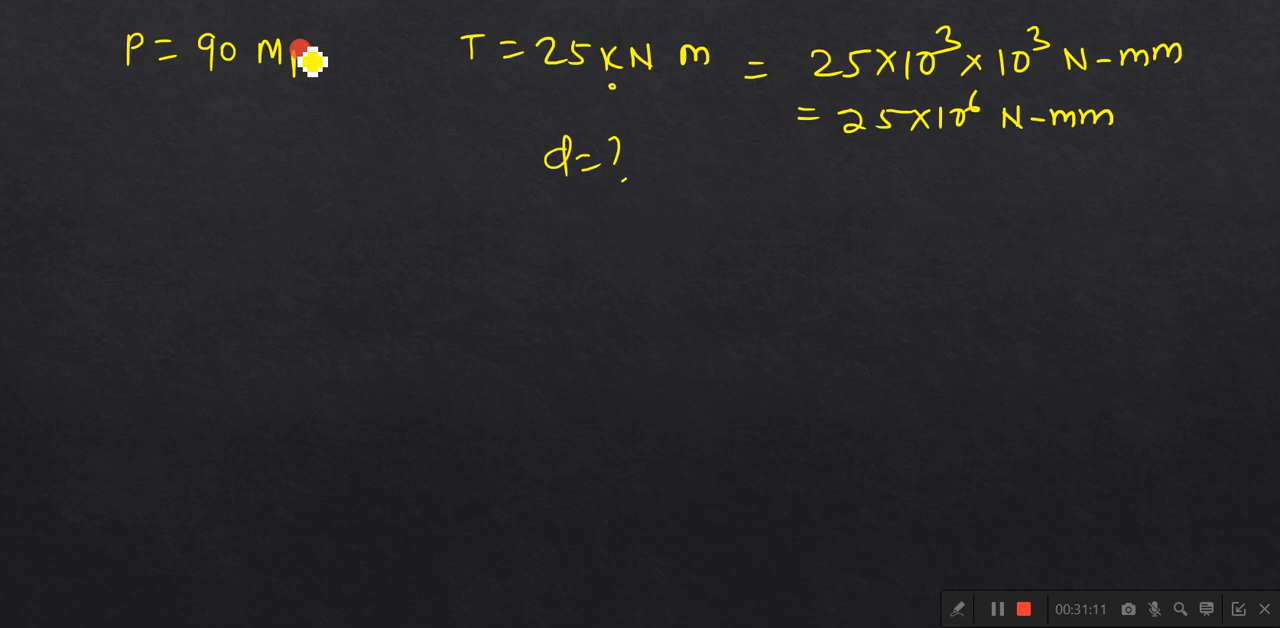 P = 90 M
T = 25 KN m = 25×10³×10³ N-mm
= 25×10⁶ N-mm
d = ?
00:31:11